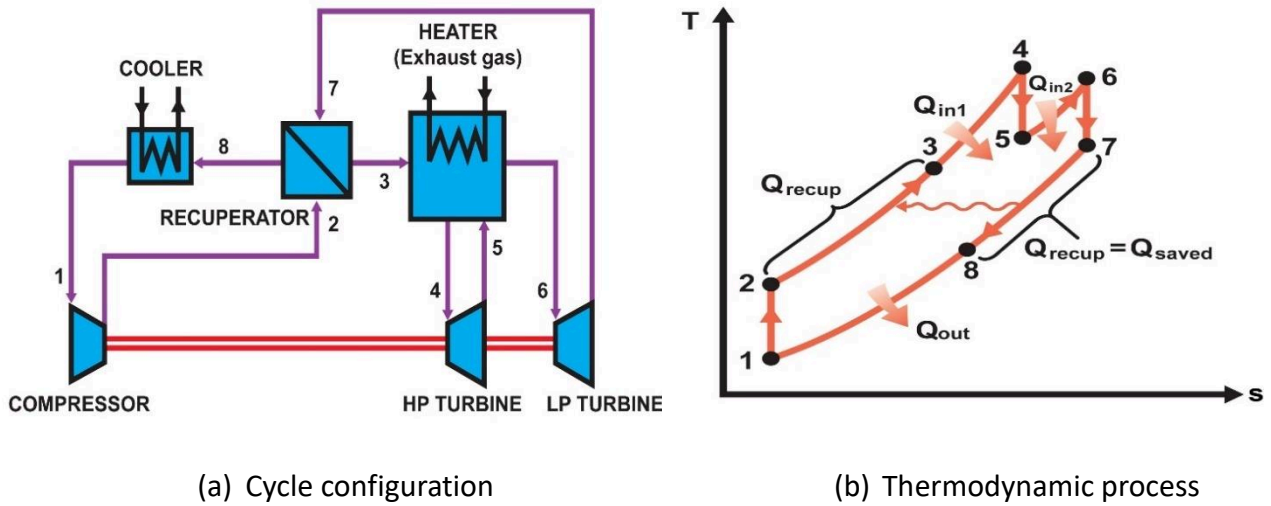 HEATER
(Exhaust gas)
COOLER
7
8
3
RECUPERATOR
2
1
4
5
6
COMPRESSOR
HP TURBINE
LP TURBINE
(a) Cycle configuration
T
4
6
Qin2
Qin1
5
3
7
Qrecup
Qrecup = Qsaved
8
2
Qout
1
s
(b) Thermodynamic process